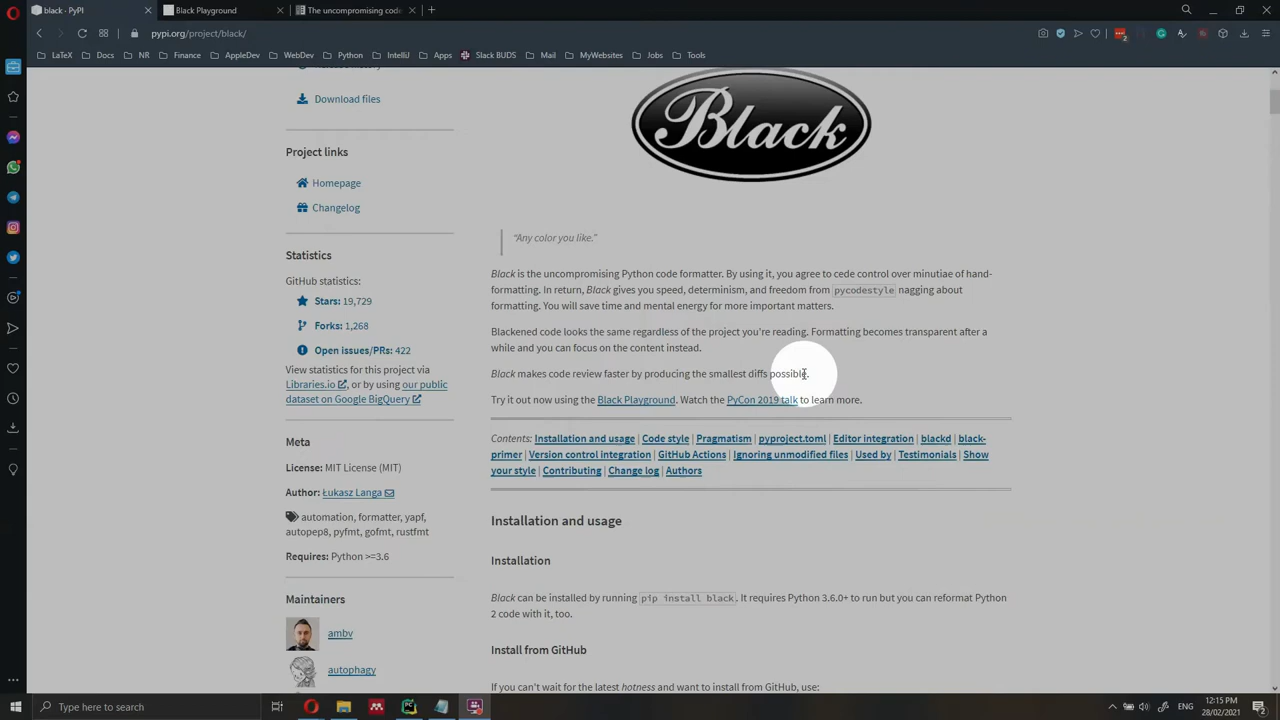 black · PyPI
Black Playground
The uncompromising code
pypi.org/project/black/
LaTeX
Docs
NR
Finance
AppleDev
WebDev
Python
IntelliJ
Apps
Slack BUDS
Mail
MyWebsites
Jobs
Tools
Download files
Project links
Homepage
Changelog
Statistics
GitHub statistics:
Stars: 19,729
Forks: 1,268
Open issues/PRs: 422
View statistics for this project via
Libraries.io, or by using our public
dataset on Google BigQuery
Meta
License: MIT License (MIT)
Author: Łukasz Langa
automation, formatter, yapf,
autopep8, pyfmt, gofmt, rustfmt
Requires: Python >=3.6
Maintainers
ambv
autophagy
Black
“Any color you like.”
Black is the uncompromising Python code formatter. By using it, you agree to cede control over minutiae of hand-
formatting. In return, Black gives you speed, determinism, and freedom from pycodestyle nagging about
formatting. You will save time and mental energy for more important matters.
Blackened code looks the same regardless of the project you're reading. Formatting becomes transparent after a
while and you can focus on the content instead.
Black makes code review faster by producing the smallest diffs possible.
Try it out now using the Black Playground. Watch the PyCon 2019 talk to learn more.
Contents: Installation and usage | Code style | Pragmatism | pyproject.toml | Editor integration | blackd | black-
primer | Version control integration | GitHub Actions | Ignoring unmodified files | Used by | Testimonials | Show
your style | Contributing | Change log | Authors
Installation and usage
Installation
Black can be installed by running pip install black. It requires Python 3.6.0+ to run but you can reformat Python
2 code with it, too.
Install from GitHub
If you can't wait for the latest hotness and want to install from GitHub, use:
Type here to search
ENG
12:15 PM
28/02/2021